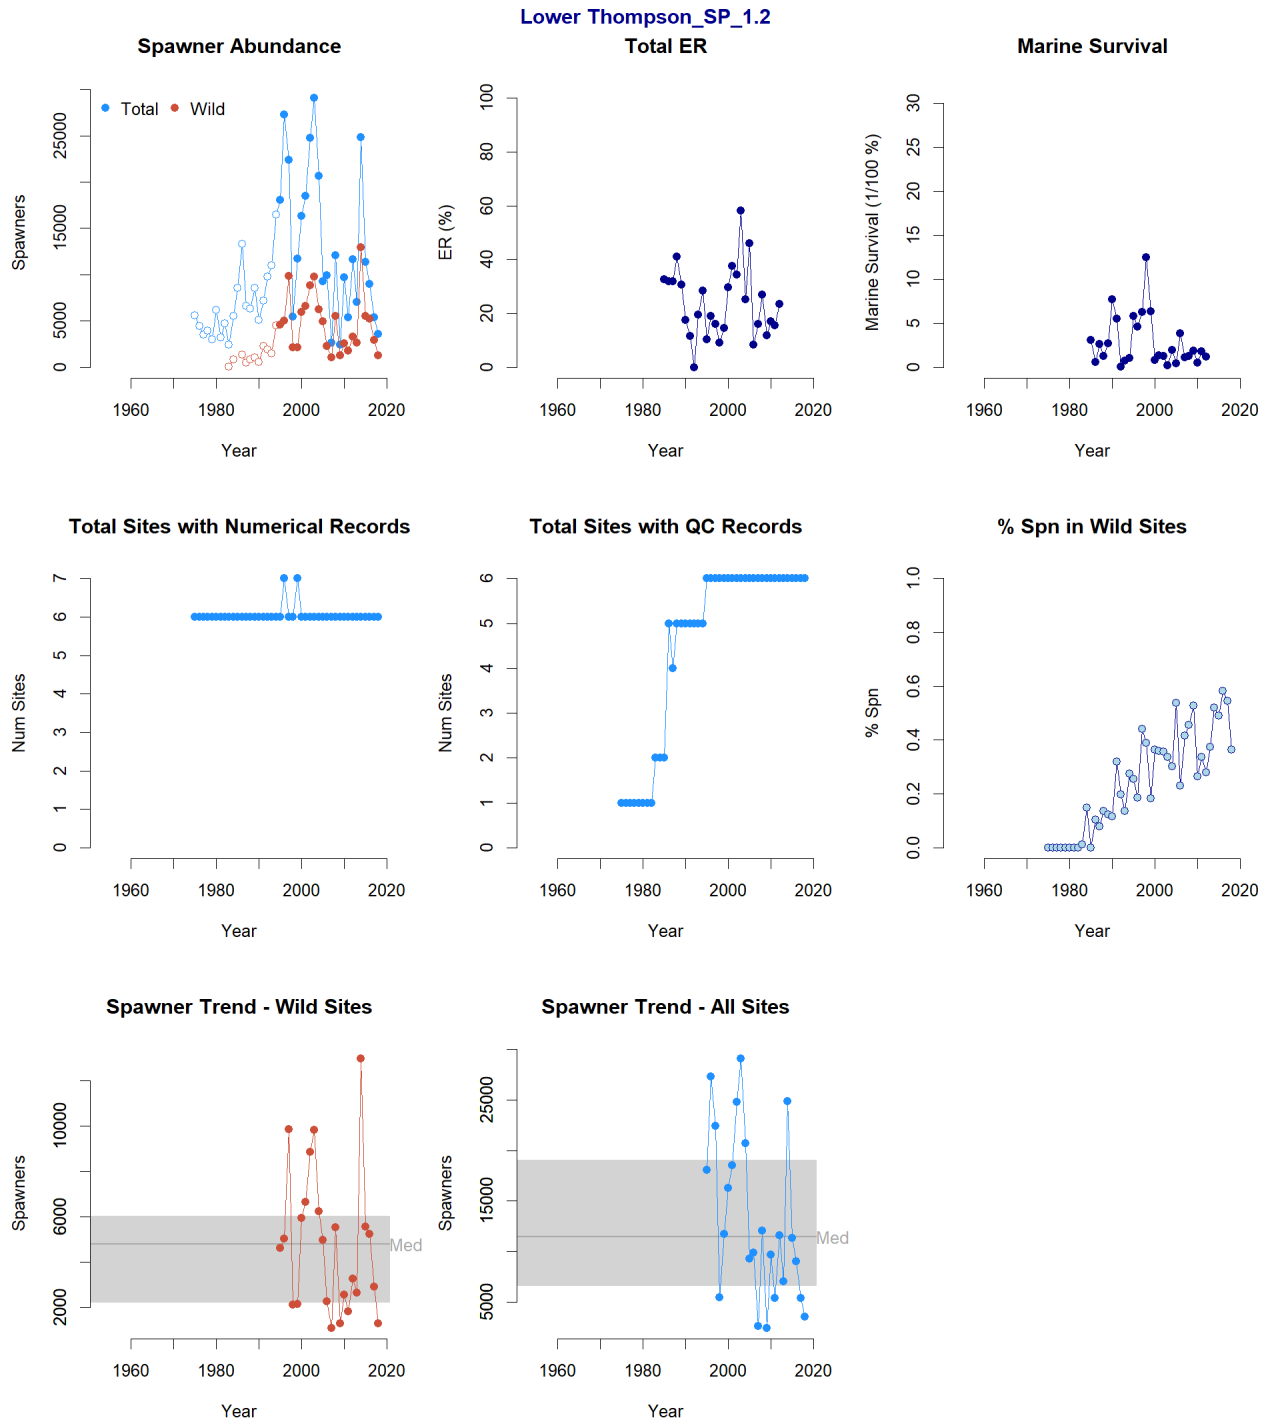 Lower Thompson_SP_1.2
Spawner Abundance
Total
Wild
Spawners
5000
15000
25000
0
1960 1980 2000 2020
Year
Total ER
ER (%)
0 20 40 60 80 100
1960 1980 2000 2020
Year
Marine Survival
Marine Survival (1/100 %)
0 5 10 15 20 25 30
1960 1980 2000 2020
Year
Total Sites with Numerical Records
Num Sites
0 1 2 3 4 5 6 7
1960 1980 2000 2020
Year
Total Sites with QC Records
Num Sites
0 1 2 3 4 5 6
1960 1980 2000 2020
Year
% Spn in Wild Sites
% Spn
0.0 0.2 0.4 0.6 0.8 1.0
1960 1980 2000 2020
Year
Spawner Trend - Wild Sites
Spawners
2000 6000 10000
Med
1960 1980 2000 2020
Year
Spawner Trend - All Sites
Spawners
5000 15000 25000
Med
1960 1980 2000 2020
Year